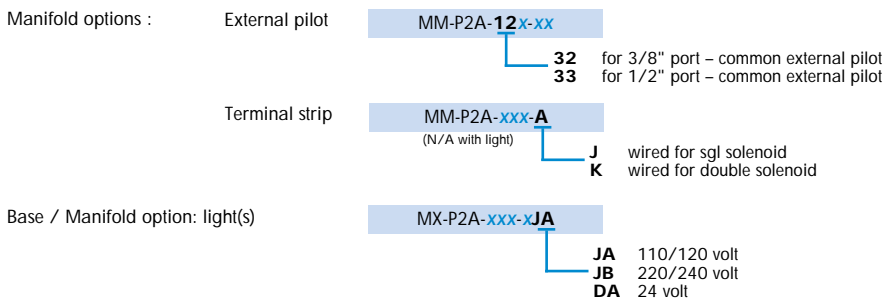 Manifold options : External pilot MM-P2A-12x-xx
32 for 3/8" port – common external pilot
33 for 1/2" port – common external pilot
Terminal strip MM-P2A-xxx-A
(N/A with light)
J wired for sgl solenoid
K wired for double solenoid
Base / Manifold option: light(s) MX-P2A-xxx-xJA
JA 110/120 volt
JB 220/240 volt
DA 24 volt